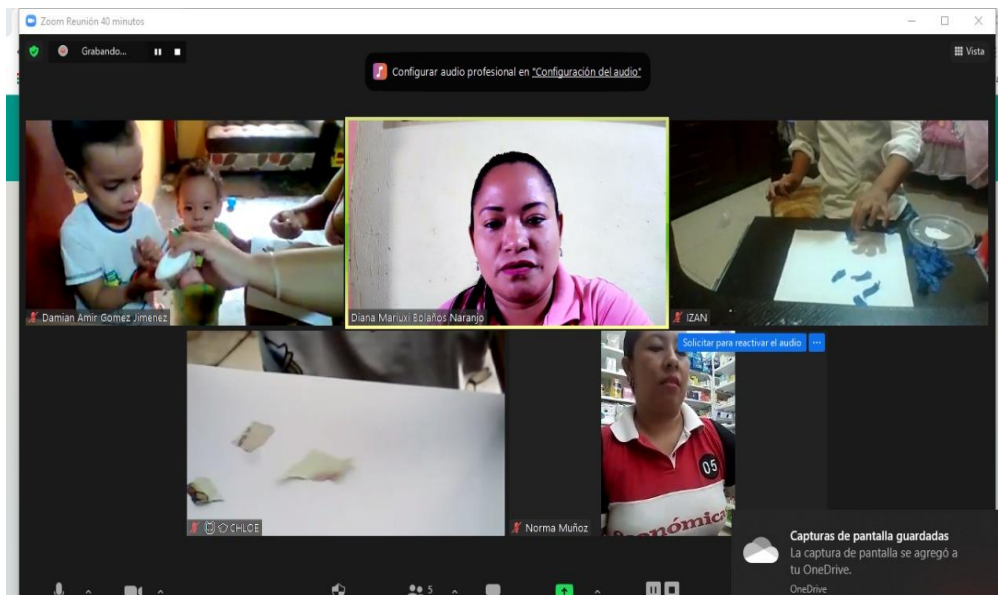 Zoom Reunión 40 minutos
Grabando...
Vista
Configurar audio profesional en "Configuración del audio"
Damian Amir Gomez Jimenez
Diana Mariuxi Bolaños Naranjo
IZAN
Solicitar para reactivar el audio
CHLOE
Norma Muñoz
05
onómica
5
Capturas de pantalla guardadas
La captura de pantalla se agregó a
tu OneDrive.
OneDrive